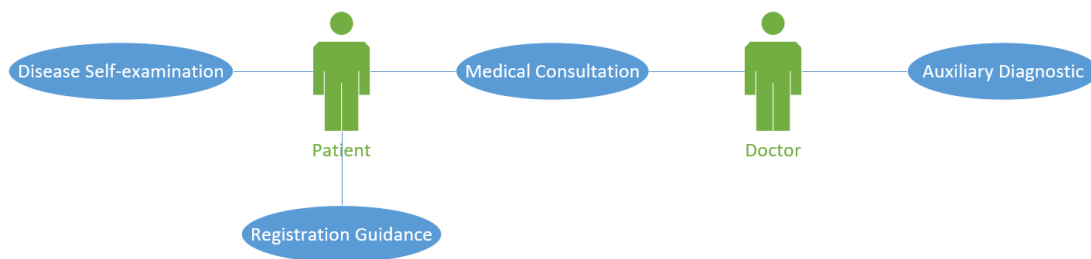 Disease Self-examination
Medical Consultation
Auxiliary Diagnostic
Patient
Doctor
Registration Guidance